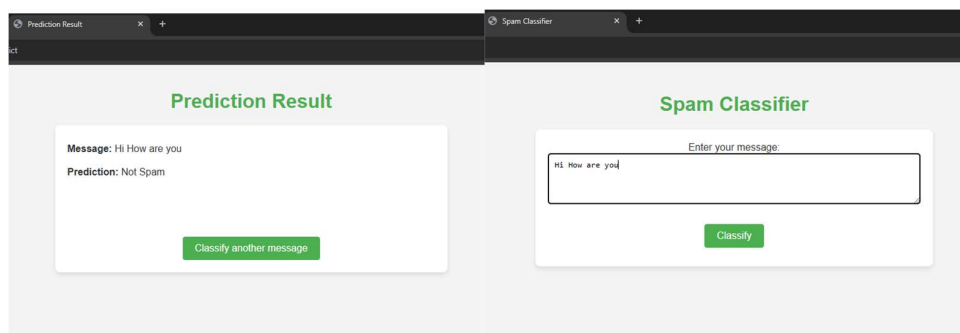 Prediction Result
ict
Prediction Result
Message: Hi How are you
Prediction: Not Spam
Classify another message
Spam Classifier
Spam Classifier
Enter your message:
Hi How are you
Classify